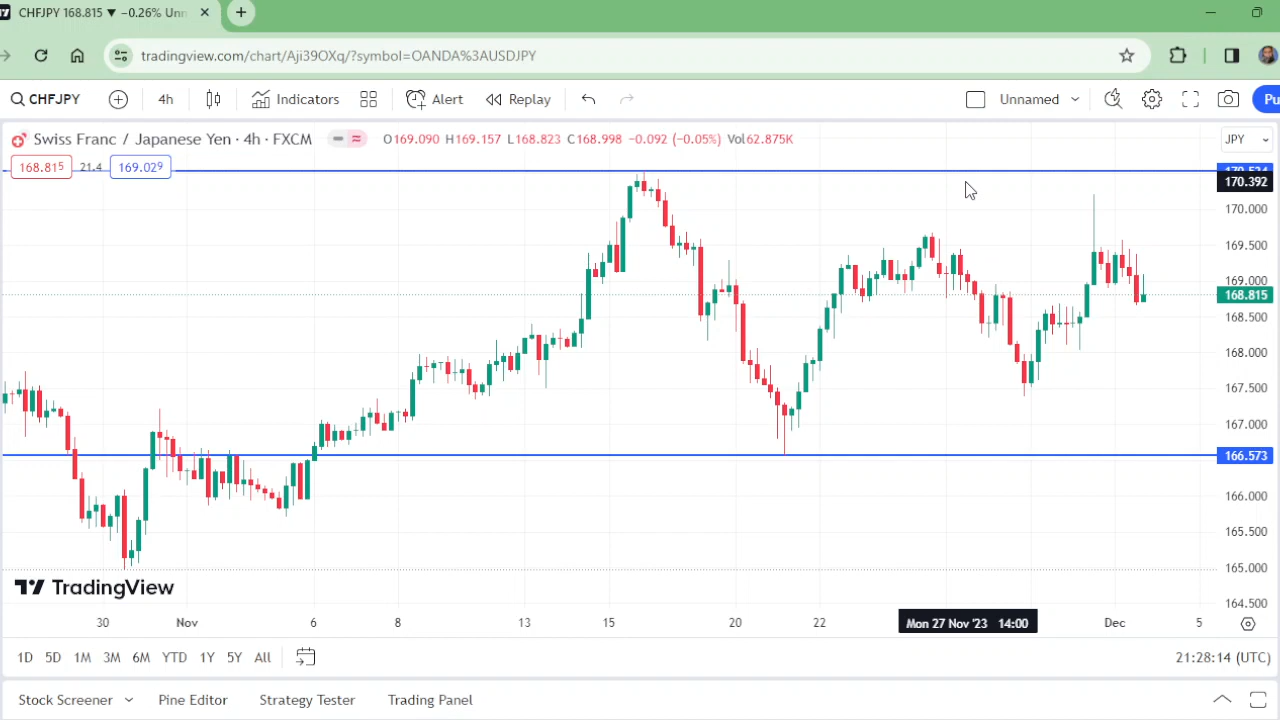 CHFJPY 168.815 ▼ −0.26% Unn
tradingview.com/chart/Aji39OXq/?symbol=OANDA%3AUSDJPY
CHFJPY 4h Indicators Alert Replay Unnamed Pu
Swiss Franc / Japanese Yen · 4h · FXCM O169.090 H169.157 L168.823 C168.998 −0.092 (−0.05%) Vol62.875K JPY
168.815 21.4 169.029
170.392
170.000
169.500
169.000
168.815
168.500
168.000
167.500
167.000
166.573
166.000
165.500
165.000
164.500
TradingView
30 Nov 6 8 13 15 20 22 Mon 27 Nov '23 14:00 Dec 5
1D 5D 1M 3M 6M YTD 1Y 5Y All 21:28:14 (UTC)
Stock Screener Pine Editor Strategy Tester Trading Panel